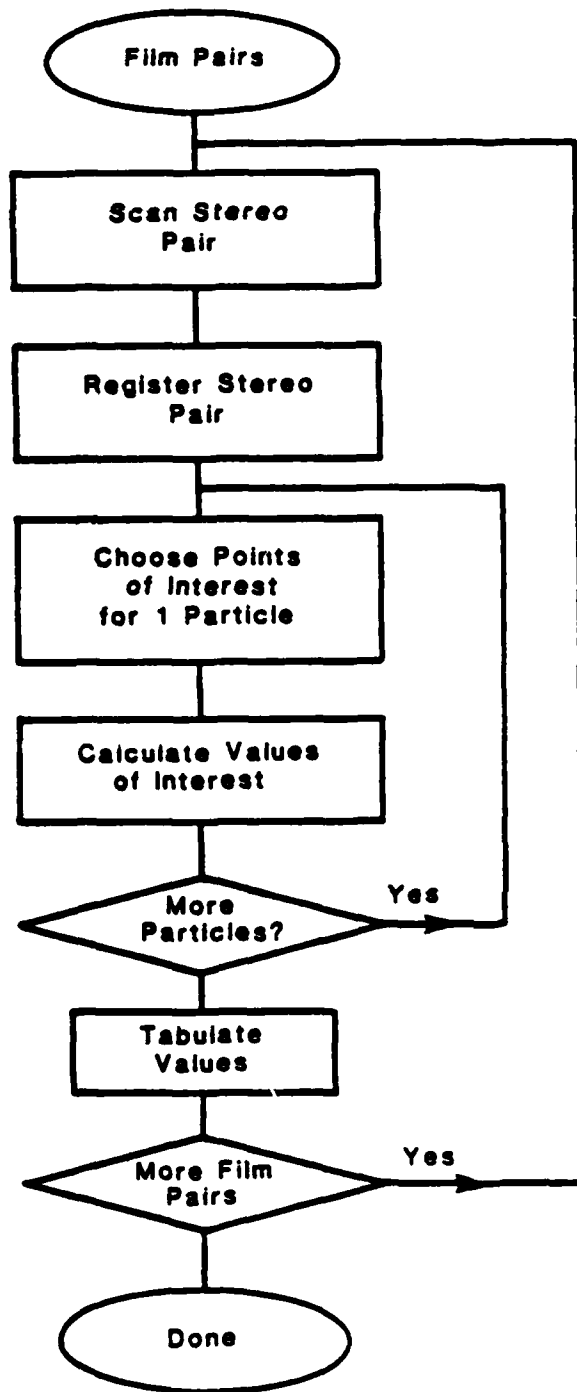 Film Pairs
Scan Stereo
Pair
Register Stereo
Pair
Choose Points
of Interest
for 1 Particle
Calculate Values
of Interest
More
Particles?
Yes
Tabulate
Values
More Film
Pairs
Yes
Done